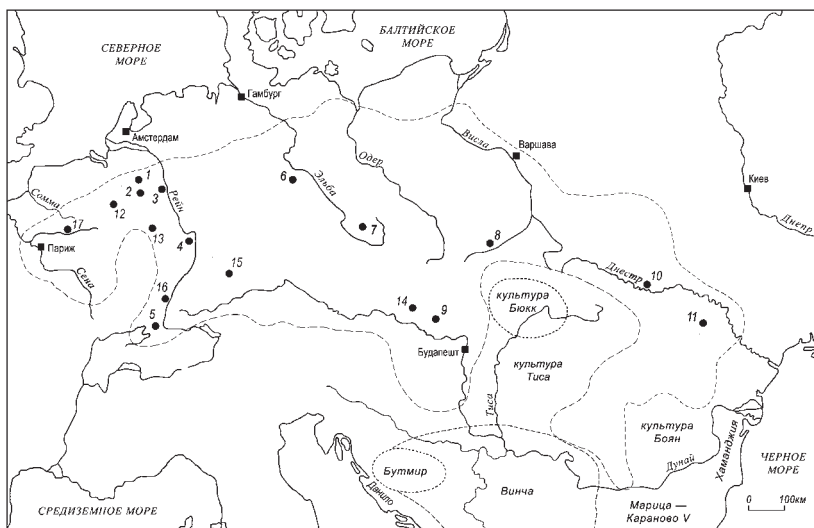 СЕВЕРНОЕ
МОРЕ
БАЛТИЙСКОЕ
МОРЕ
Гамбург
Амстердам
Варшава
Висла
Одер
Эльба
Рейн
Киев
Днепр
1
2
3
6
12
Сомма
17
13
4
7
8
Париж
Сена
15
Днестр
10
16
14
9
5
11
культура
Бюкк
Будапешт
культура
Тиса
Тиса
культура
Боян
Хаманджия
Дунай
ЧЕРНОЕ
МОРЕ
Бутмир
Данило
Винча
Марица —
Караново V
0 100км
СРЕДИЗЕМНОЕ МОРЕ